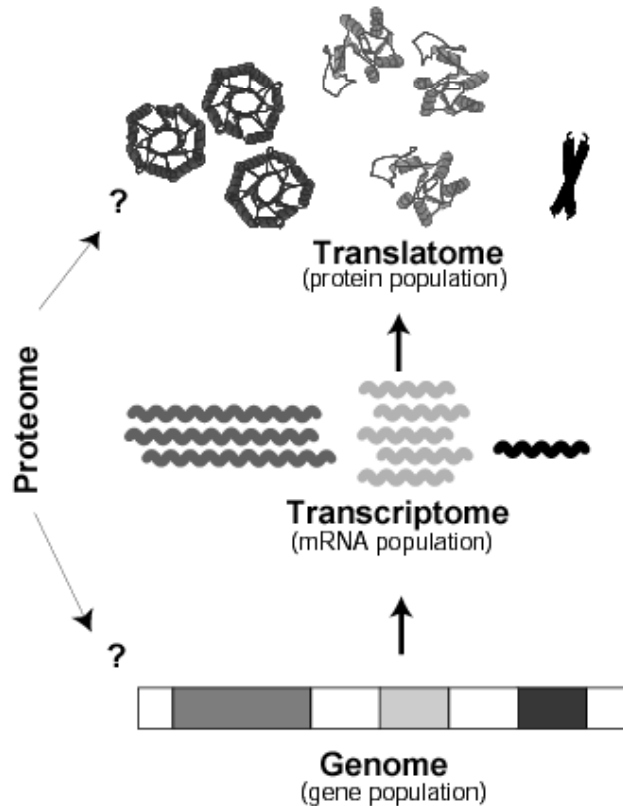 ?
Translatome
(protein population)
Proteome
Transcriptome
(mRNA population)
?
Genome
(gene population)